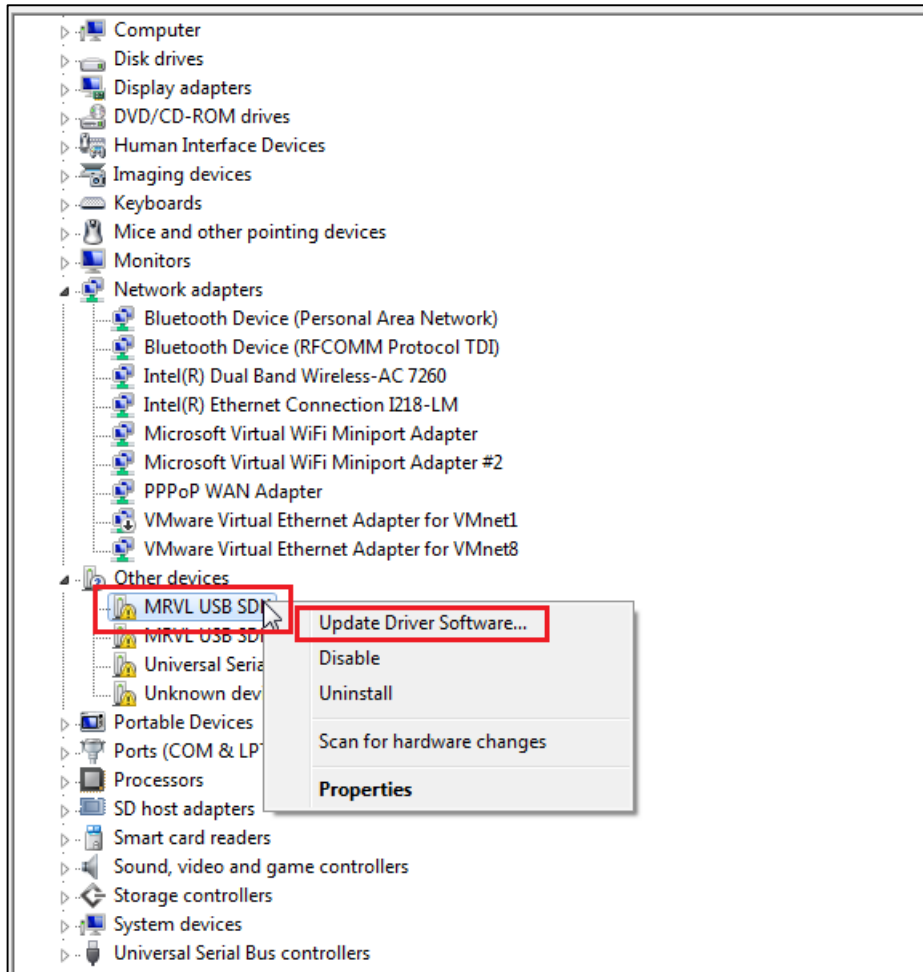 Computer
Disk drives
Display adapters
DVD/CD-ROM drives
Human Interface Devices
Imaging devices
Keyboards
Mice and other pointing devices
Monitors
Network adapters
Bluetooth Device (Personal Area Network)
Bluetooth Device (RFCOMM Protocol TDI)
Intel(R) Dual Band Wireless-AC 7260
Intel(R) Ethernet Connection I218-LM
Microsoft Virtual WiFi Miniport Adapter
Microsoft Virtual WiFi Miniport Adapter #2
PPPoP WAN Adapter
VMware Virtual Ethernet Adapter for VMnet1
VMware Virtual Ethernet Adapter for VMnet8
Other devices
MRVL USB
MRVL USB
Universal
Unknown
Update Driver Software...
Disable
Uninstall
Scan for hardware changes
Properties
Portable Devices
Ports (COM &
Processors
SD host adapters
Smart card readers
Sound, video and game controllers
Storage controllers
System devices
Universal Serial Bus controllers